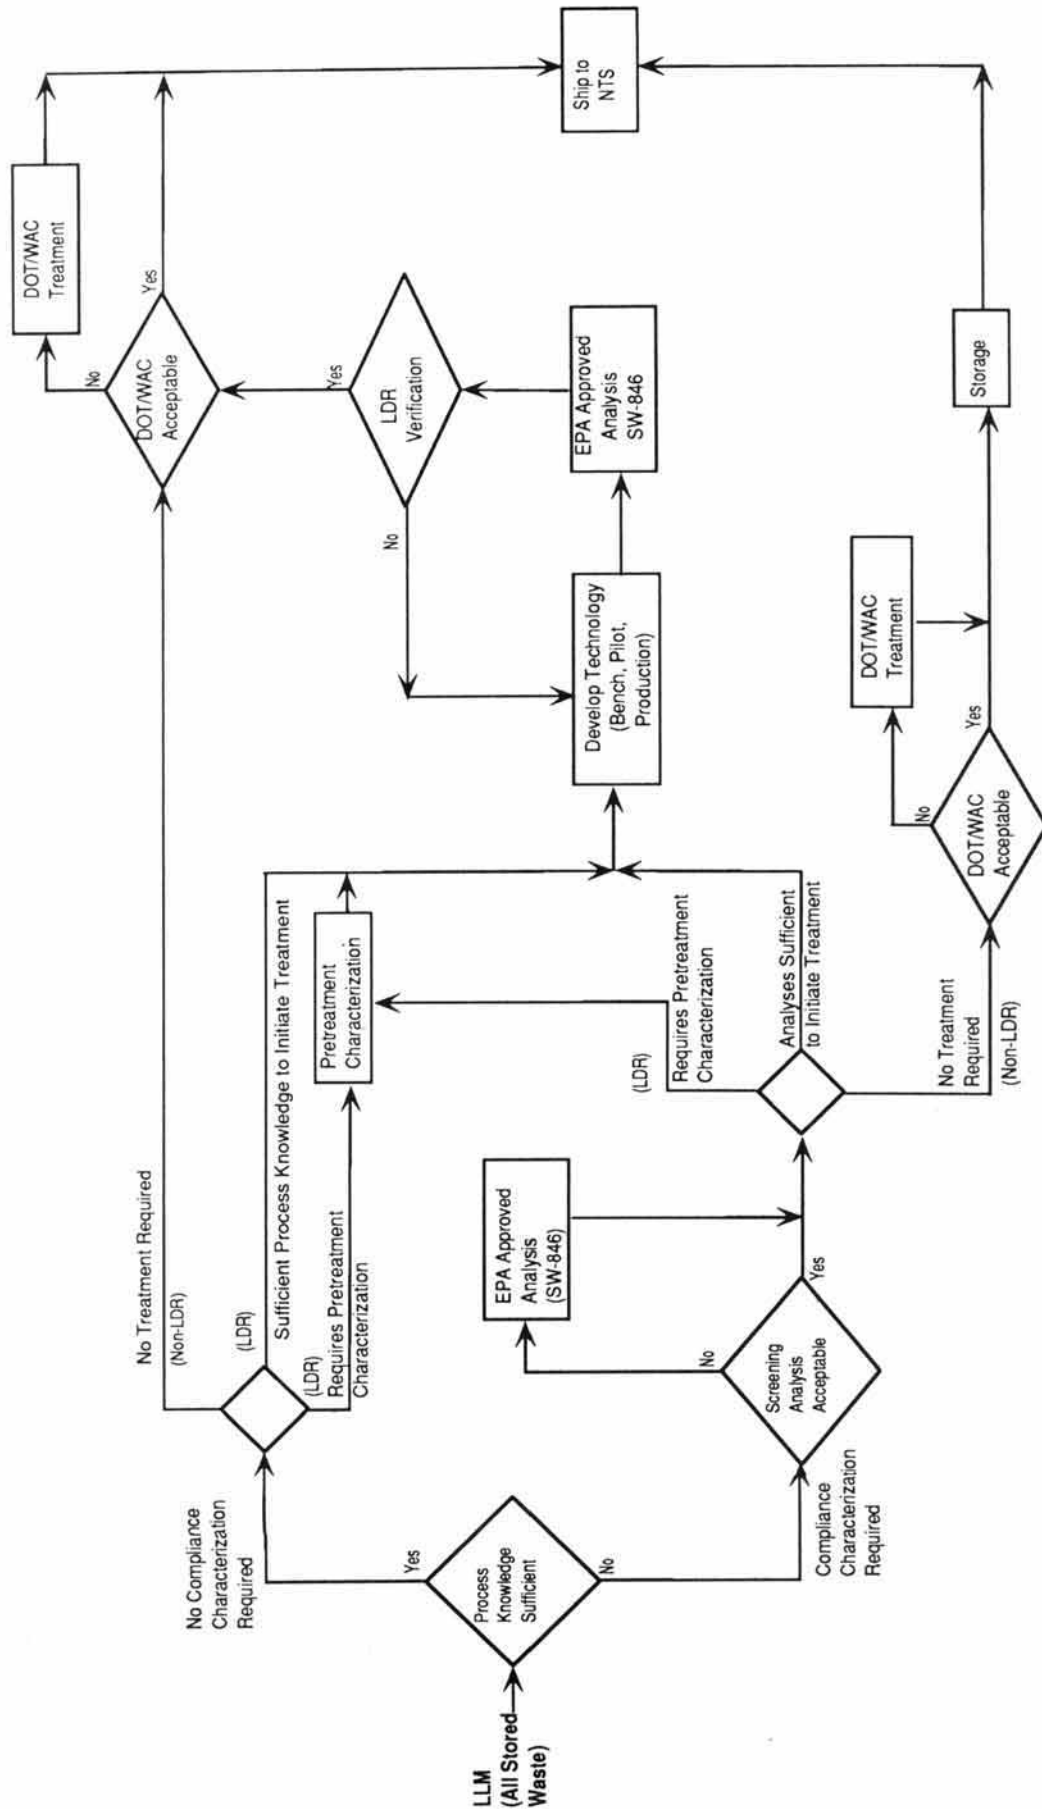 LLM
(All Stored
Waste)
Process
Knowledge
Sufficient
Yes
No
No Compliance
Characterization
Required
Compliance
Characterization
Required
No Treatment Required
(Non-LDR)
(LDR)
Sufficient Process Knowledge to Initiate Treatment
(LDR)
Requires Pretreatment
Characterization
Pretreatment
Characterization
Screening
Analysis
Acceptable
No
Yes
EPA Approved
Analysis
(SW-846)
(LDR)
Requires Pretreatment
Characterization
Analyses Sufficient
to Initiate Treatment
No Treatment
Required
(Non-LDR)
Develop Technology
(Bench, Pilot,
Production)
EPA Approved
Analysis
SW-846
LDR
Verification
No
Yes
DOT/WAC
Acceptable
No
Yes
DOT/WAC
Treatment
DOT/WAC
Acceptable
No
Yes
DOT/WAC
Treatment
Storage
Ship to
NTS